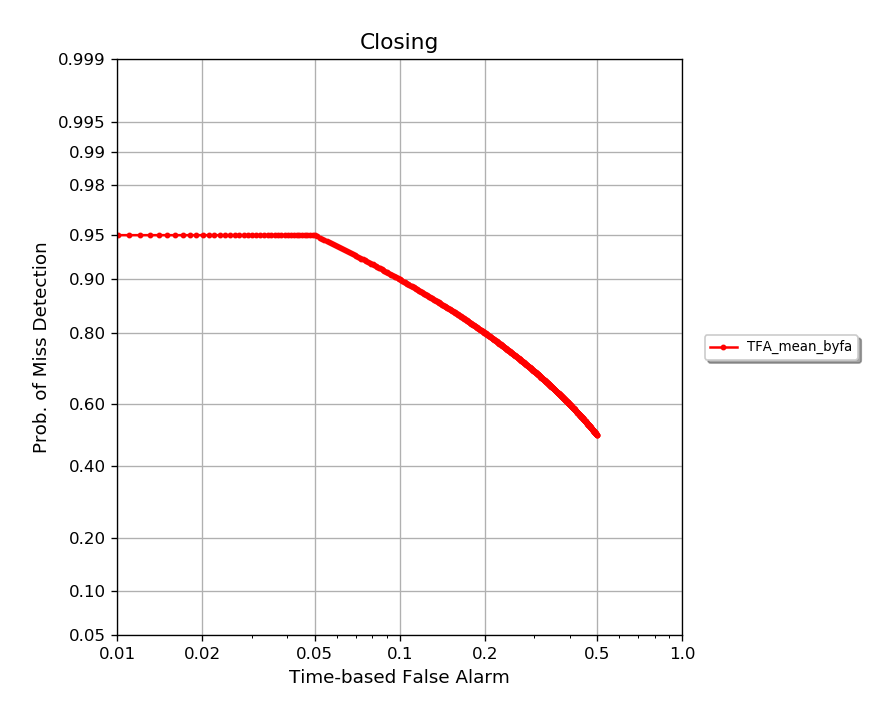 Closing
0.999
0.995
0.99
0.98
0.95
0.90
0.80
0.60
0.40
0.20
0.10
0.05
Prob. of Miss Detection
0.01 0.02 0.05 0.1 0.2 0.5 1.0
Time-based False Alarm
TFA_mean_byfa